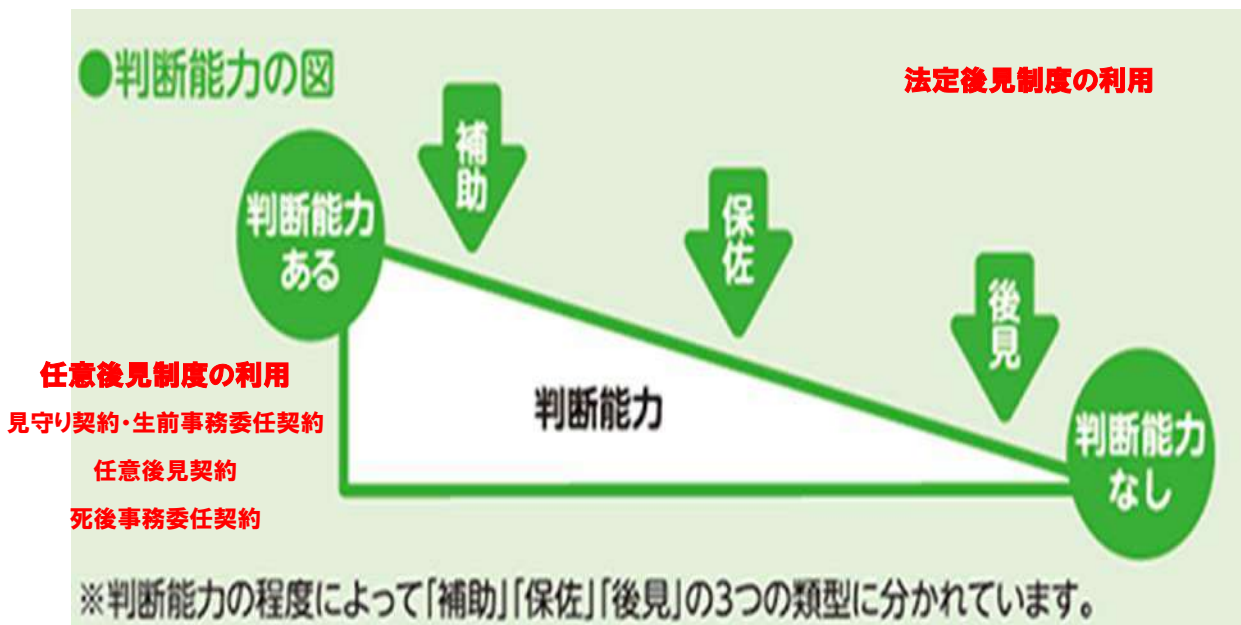 ●判断能力の図
法定後見制度の利用
補助
保佐
後見
判断能力
ある
任意後見制度の利用
見守り契約・生前事務委任契約
任意後見契約
死後事務委任契約
判断能力
判断能力
なし
※判断能力の程度によって「補助」「保佐」「後見」の3つの類型に分かれています。